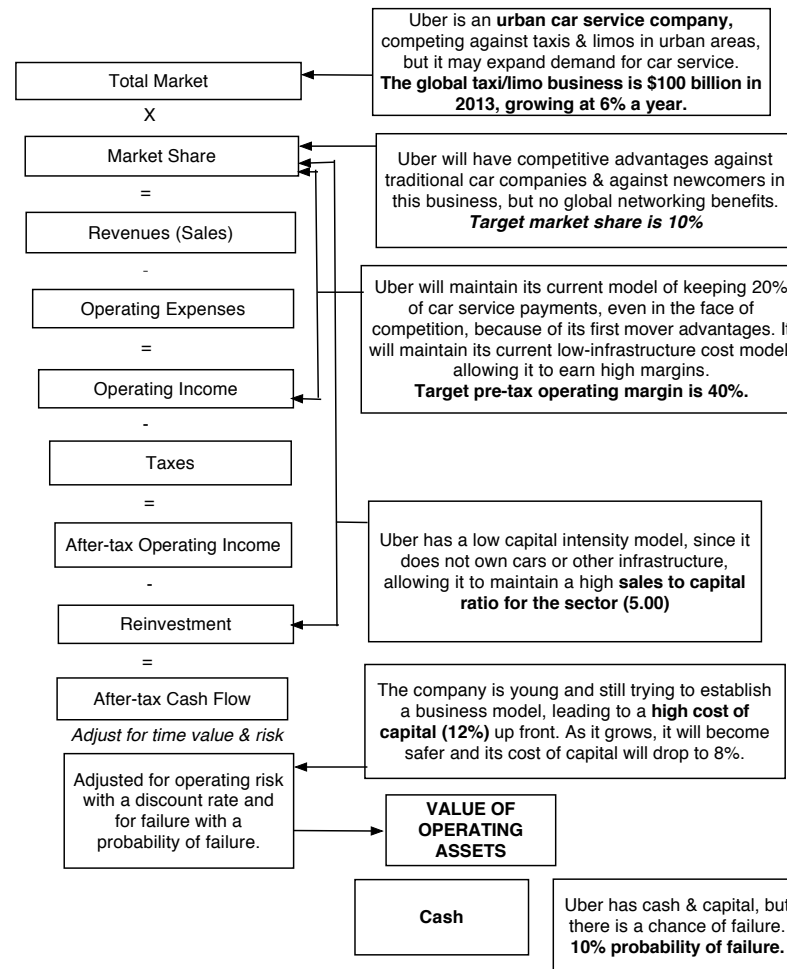 Uber is an urban car service company,
competing against taxis & limos in urban areas,
but it may expand demand for car service.
The global taxi/limo business is $100 billion in
2013, growing at 6% a year.
Total Market
X
Market Share
Uber will have competitive advantages against
traditional car companies & against newcomers in
this business, but no global networking benefits.
Target market share is 10%
=
Revenues (Sales)
-
Operating Expenses
Uber will maintain its current model of keeping 20%
of car service payments, even in the face of
competition, because of its first mover advantages. It
will maintain its current low-infrastructure cost model,
allowing it to earn high margins.
Target pre-tax operating margin is 40%.
=
Operating Income
-
Taxes
=
After-tax Operating Income
Uber has a low capital intensity model, since it
does not own cars or other infrastructure,
allowing it to maintain a high sales to capital
ratio for the sector (5.00)
-
Reinvestment
=
After-tax Cash Flow
The company is young and still trying to establish
a business model, leading to a high cost of
capital (12%) up front. As it grows, it will become
safer and its cost of capital will drop to 8%.
Adjust for time value & risk
Adjusted for operating risk
with a discount rate and
for failure with a
probability of failure.
VALUE OF
OPERATING
ASSETS
Cash
Uber has cash & capital, but
there is a chance of failure.
10% probability of failure.